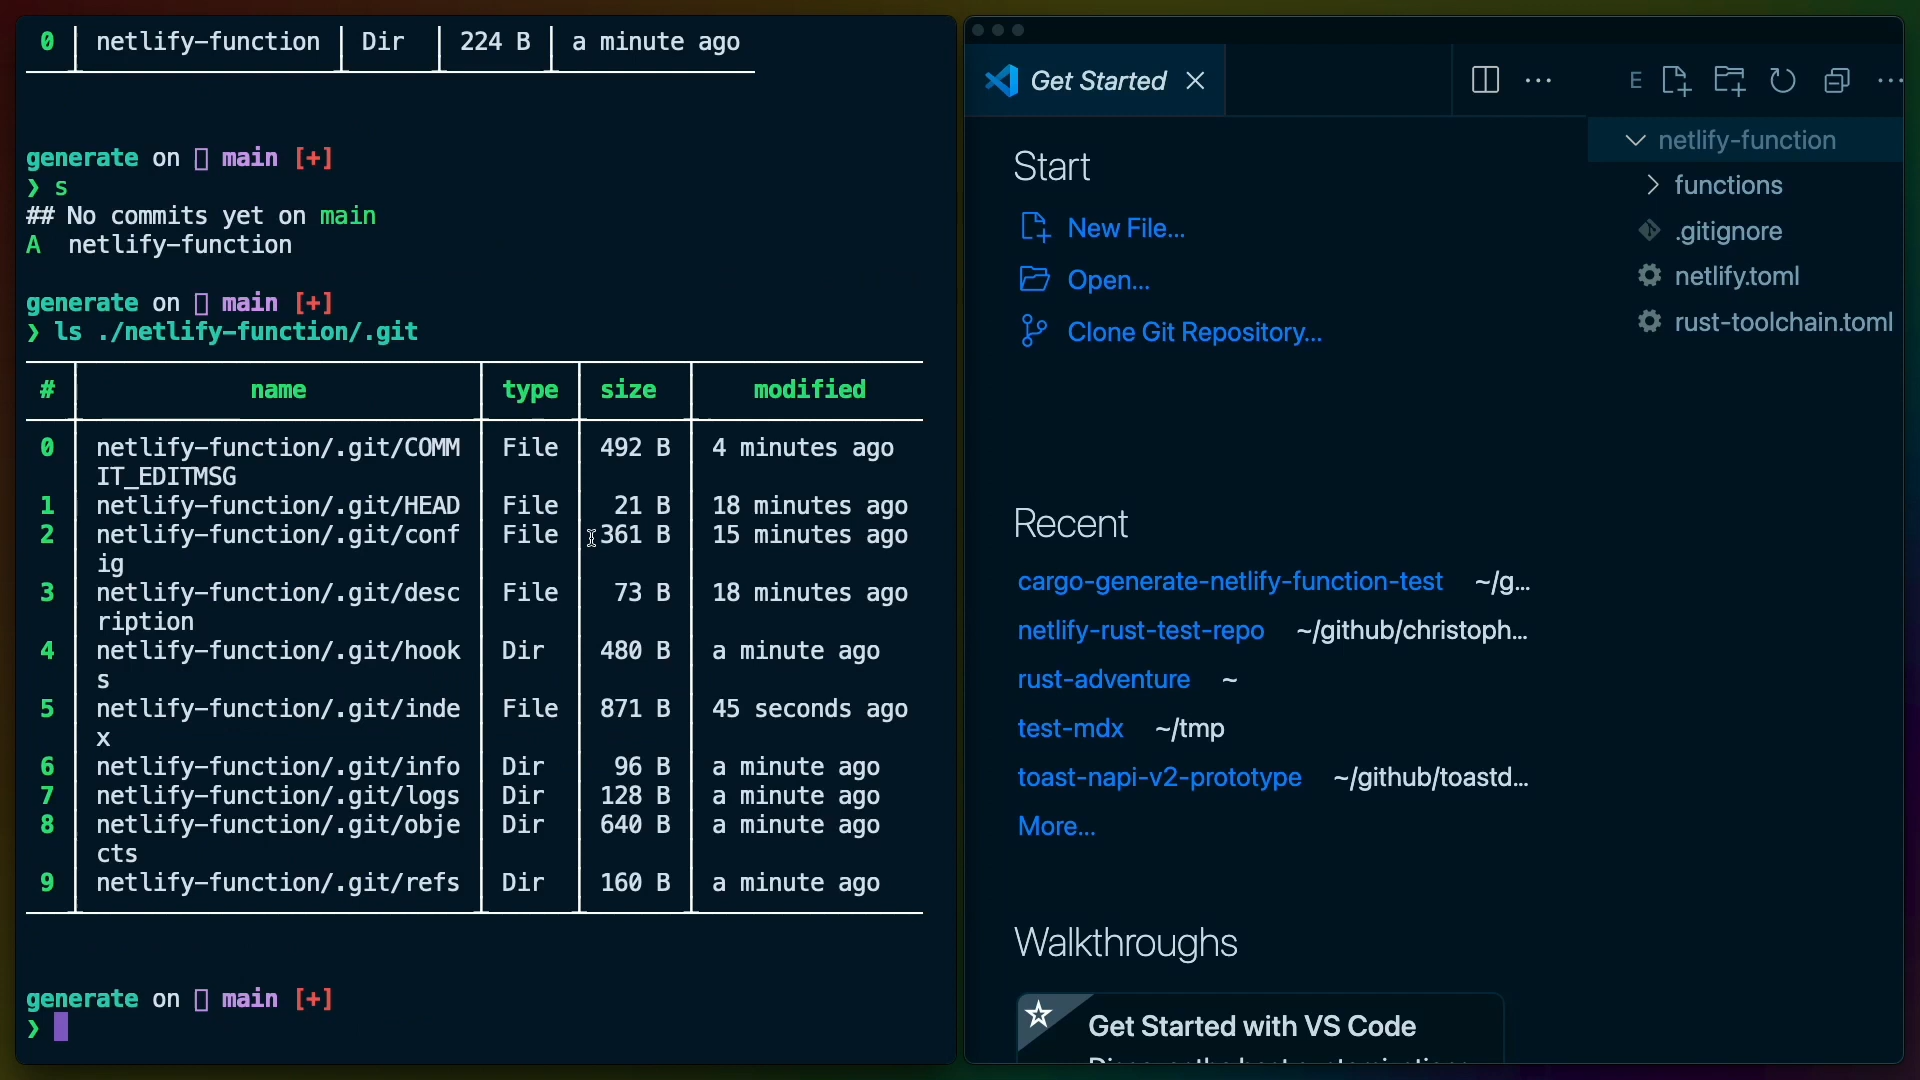 0 netlify-function Dir 224 B a minute ago
generate on main [+]
❯ s
## No commits yet on main
A netlify-function
generate on main [+]
❯ ls ./netlify-function/.git
# name type size modified
0 netlify-function/.git/COMM File 492 B 4 minutes ago
IT_EDITMSG
1 netlify-function/.git/HEAD File 21 B 18 minutes ago
2 netlify-function/.git/conf File 361 B 15 minutes ago
ig
3 netlify-function/.git/desc File 73 B 18 minutes ago
ription
4 netlify-function/.git/hook Dir 480 B a minute ago
s
5 netlify-function/.git/inde File 871 B 45 seconds ago
x
6 netlify-function/.git/info Dir 96 B a minute ago
7 netlify-function/.git/logs Dir 128 B a minute ago
8 netlify-function/.git/obje Dir 640 B a minute ago
cts
9 netlify-function/.git/refs Dir 160 B a minute ago
generate on main [+]
❯
Get Started
Start
New File...
Open...
Clone Git Repository...
Recent
cargo-generate-netlify-function-test ~/g...
netlify-rust-test-repo ~/github/christoph...
rust-adventure ~
test-mdx ~/tmp
toast-napi-v2-prototype ~/github/toastd...
More...
Walkthroughs
Get Started with VS Code
E
netlify-function
functions
.gitignore
netlify.toml
rust-toolchain.toml